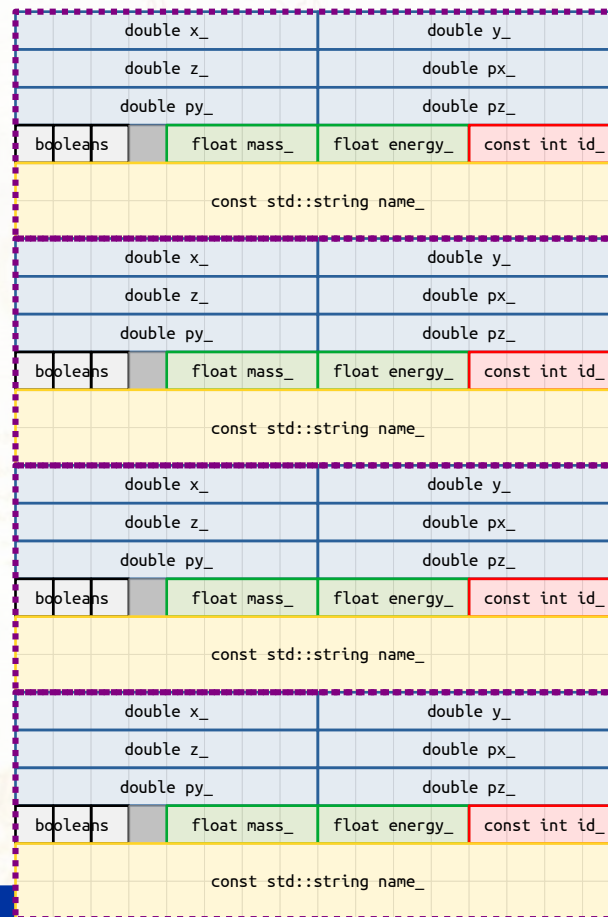 double x_ double y_
double z_ double px_
double py_ double pz_
booleans float mass_ float energy_ const int id_
const std::string name_
double x_ double y_
double z_ double px_
double py_ double pz_
booleans float mass_ float energy_ const int id_
const std::string name_
double x_ double y_
double z_ double px_
double py_ double pz_
booleans float mass_ float energy_ const int id_
const std::string name_
double x_ double y_
double z_ double px_
double py_ double pz_
booleans float mass_ float energy_ const int id_
const std::string name_